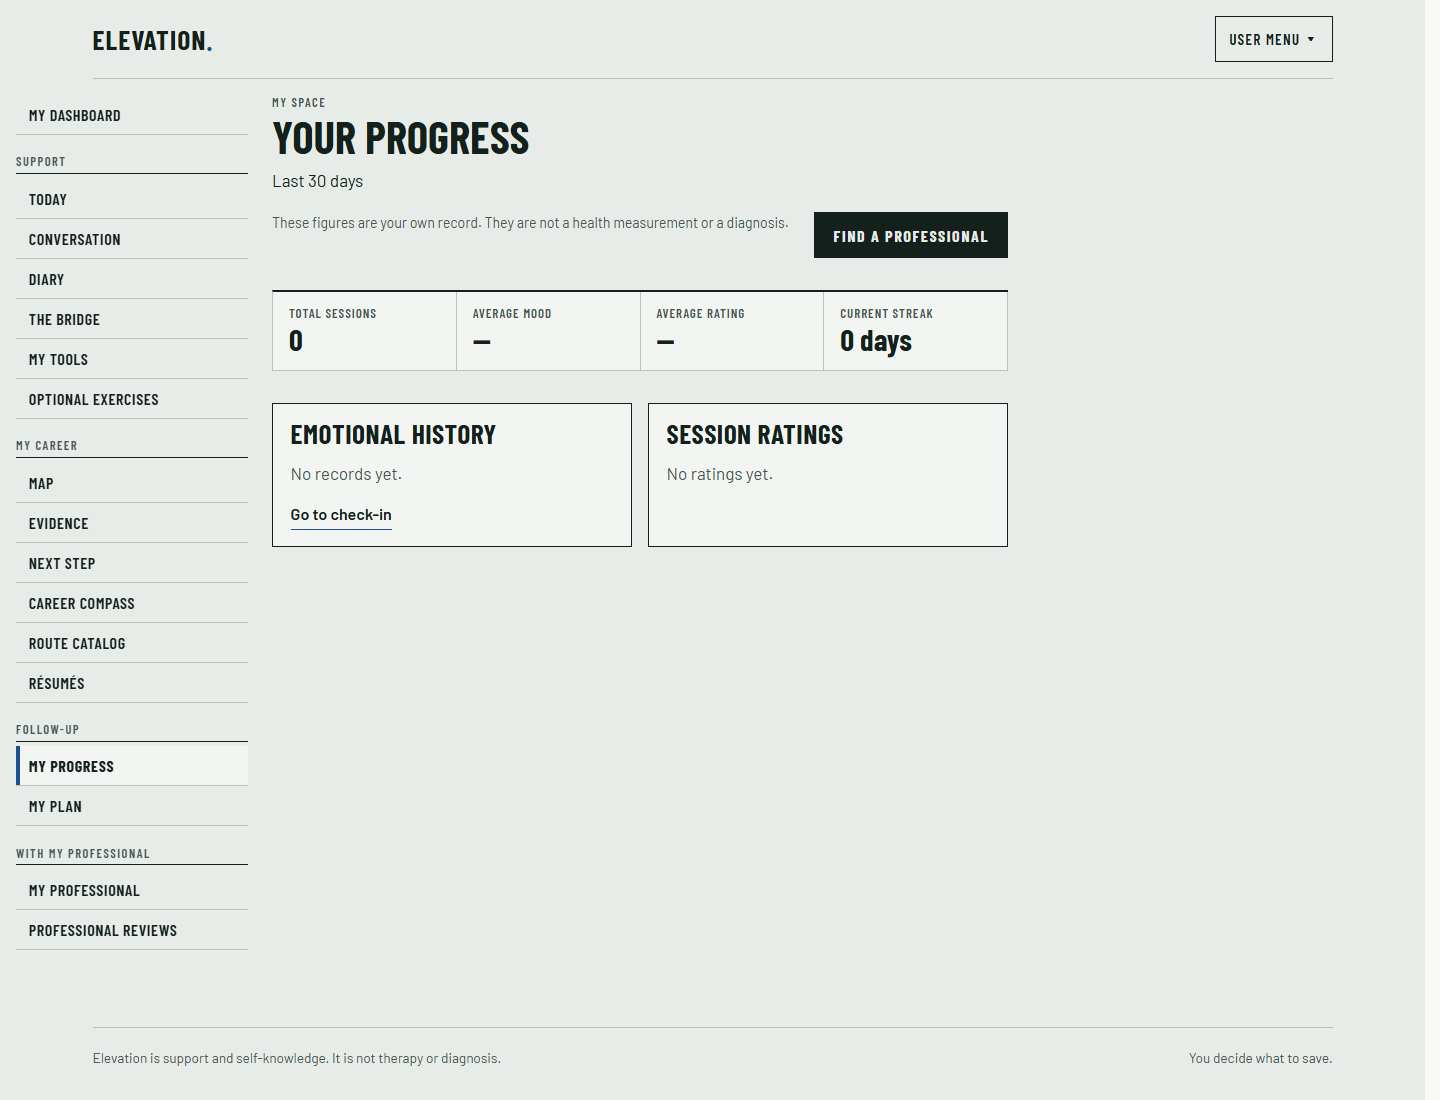 ELEVATION.
USER MENU
MY DASHBOARD
SUPPORT
TODAY
CONVERSATION
DIARY
THE BRIDGE
MY TOOLS
OPTIONAL EXERCISES
MY CAREER
MAP
EVIDENCE
NEXT STEP
CAREER COMPASS
ROUTE CATALOG
RÉSUMÉS
FOLLOW-UP
MY PROGRESS
MY PLAN
WITH MY PROFESSIONAL
MY PROFESSIONAL
PROFESSIONAL REVIEWS
MY SPACE
YOUR PROGRESS
Last 30 days
These figures are your own record. They are not a health measurement or a diagnosis.
FIND A PROFESSIONAL
TOTAL SESSIONS
0
AVERAGE MOOD
—
AVERAGE RATING
—
CURRENT STREAK
0 days
EMOTIONAL HISTORY
No records yet.
Go to check-in
SESSION RATINGS
No ratings yet.
Elevation is support and self-knowledge. It is not therapy or diagnosis.
You decide what to save.